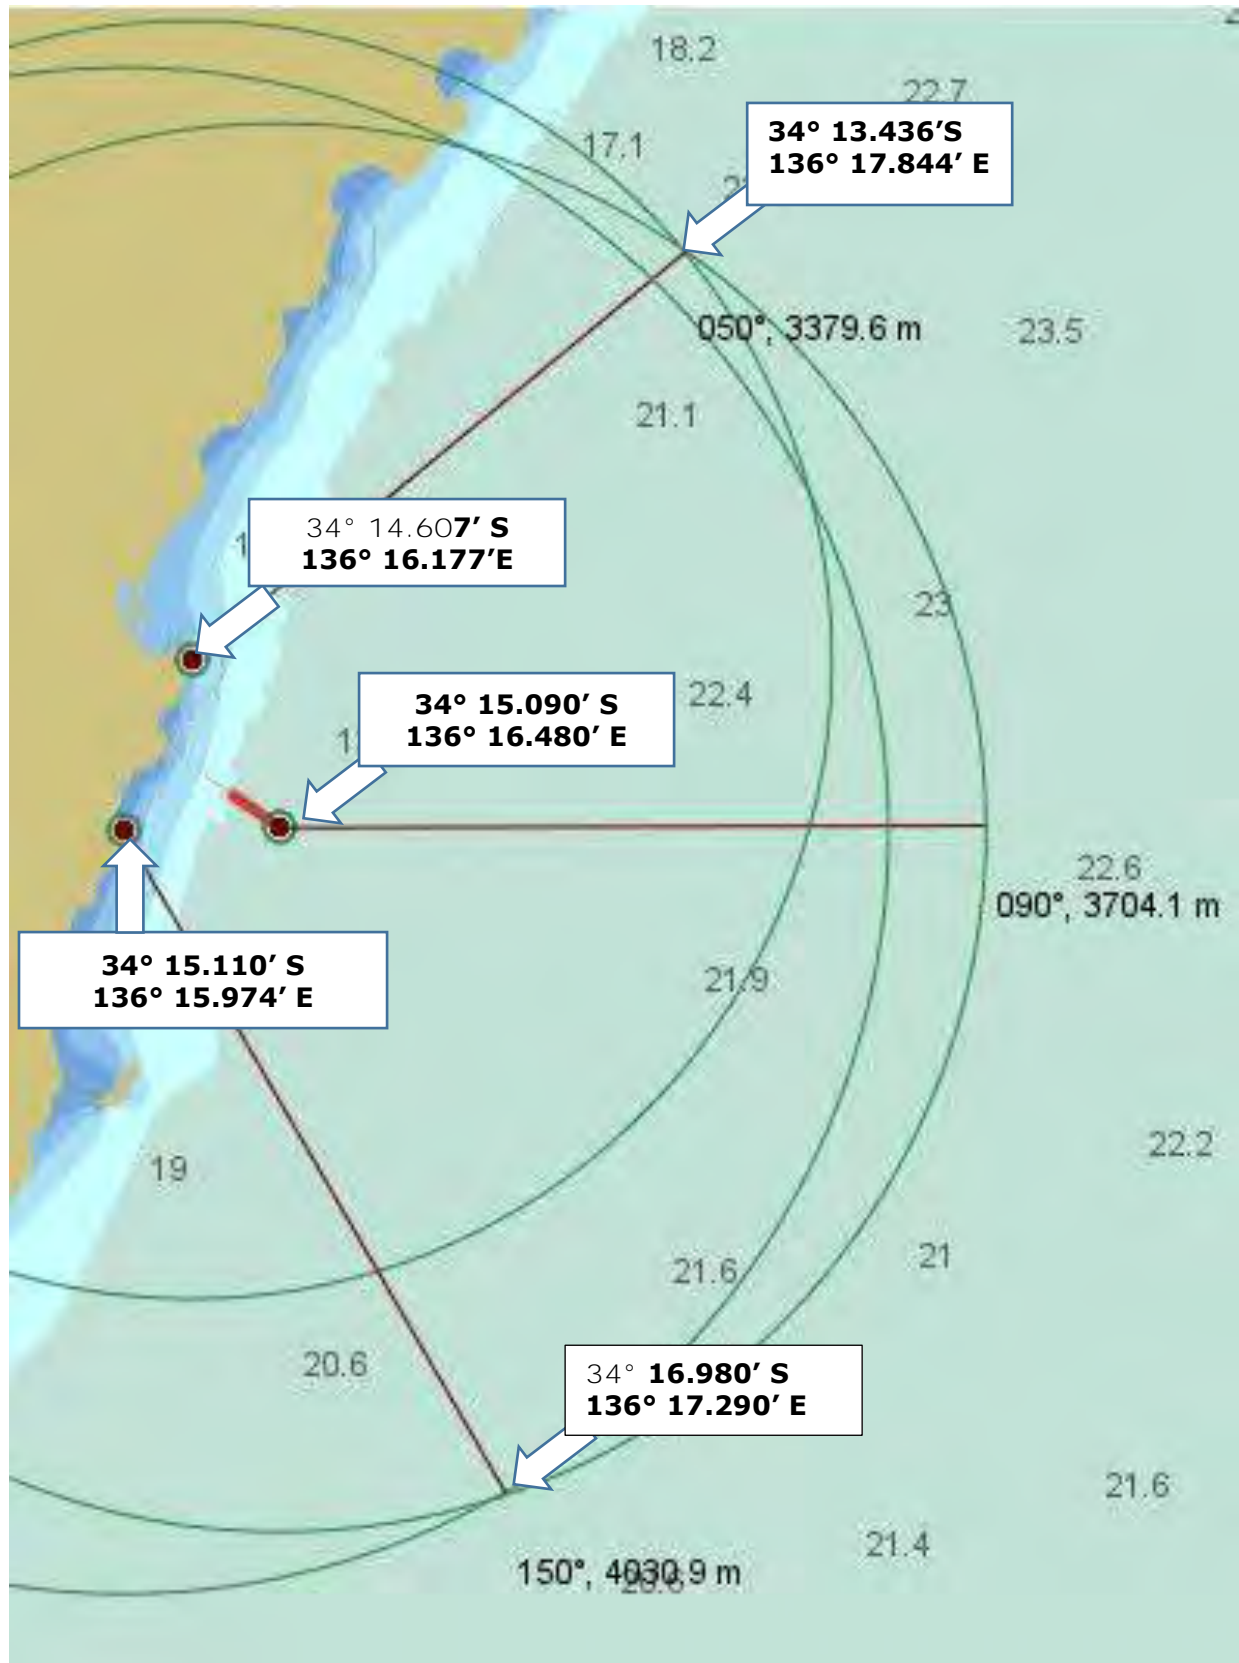 18.2
22.7
34° 13.436’S
136° 17.844’ E
17.1
050°, 3379.6 m
23.5
21.1
34° 14.607’ S
136° 16.177’E
23
34° 15.090’ S
136° 16.480’ E
22.4
22.6
090°, 3704.1 m
34° 15.110’ S
136° 15.974’ E
21.9
22.2
19
21
21.6
20.6
34° 16.980’ S
136° 17.290’ E
21.6
21.4
150°, 4030.9 m